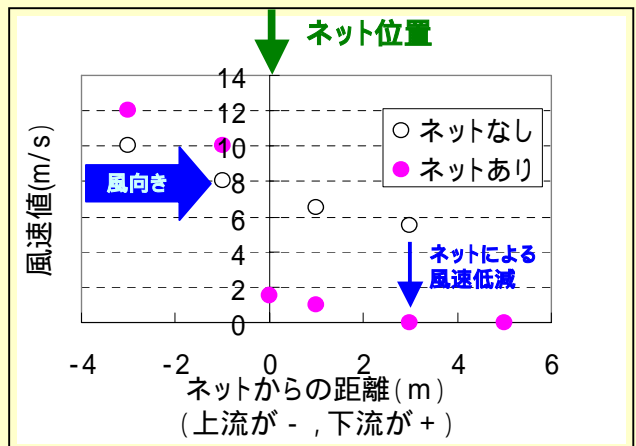 ネット位置
風速値(m/s)
14
12
10
8
6
4
2
0
風向き
ネットなし
ネットあり
ネットによる
風速低減
-4 -2 0 2 4 6
ネットからの距離(m)
(上流が - , 下流が + )